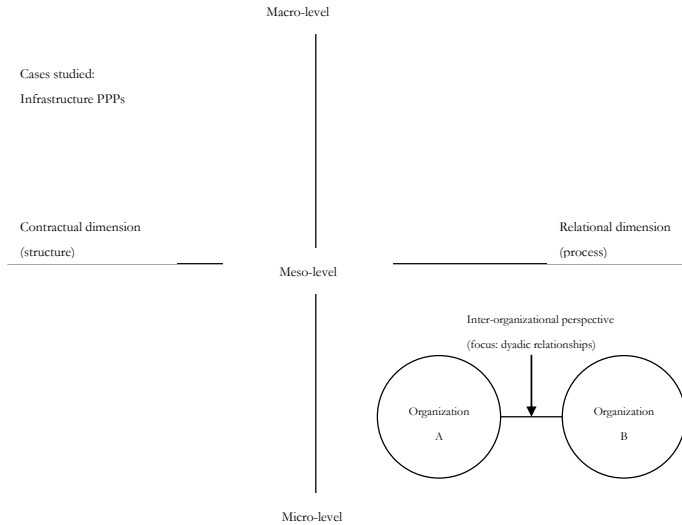 Macro-level
Cases studied:
Infrastructure PPPs
Contractual dimension
(structure)
Relational dimension
(process)
Meso-level
Inter-organizational perspective
(focus: dyadic relationships)
Organization
A
Organization
B
Micro-level